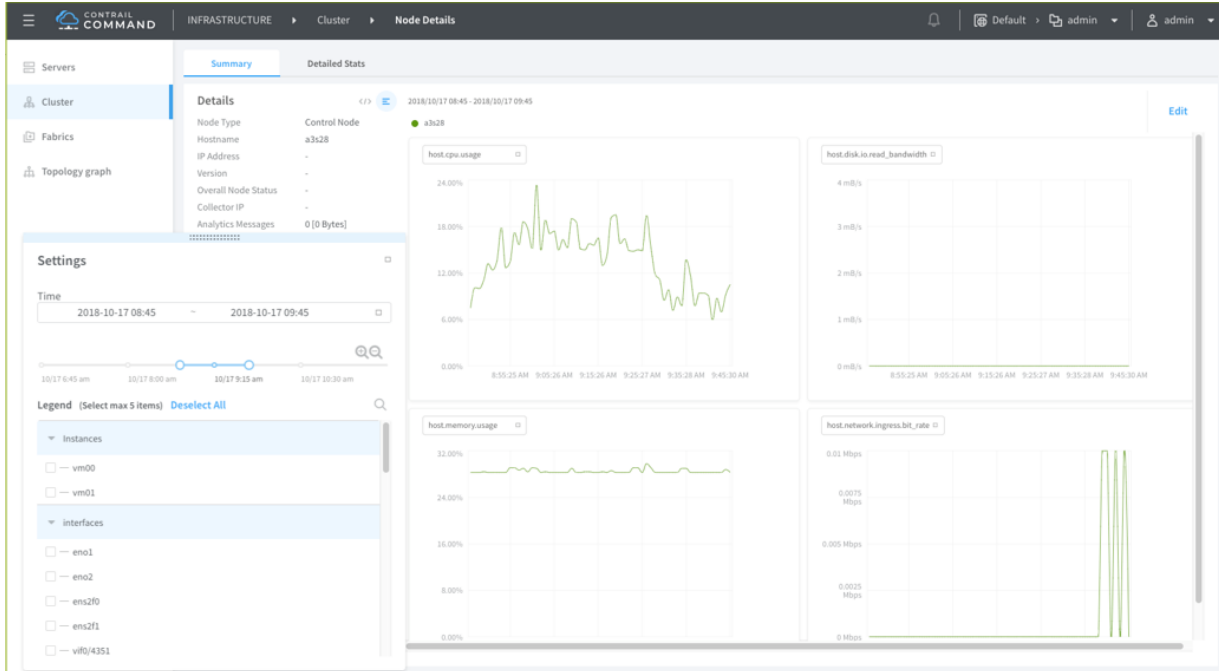 CONTRAIL
COMMAND
INFRASTRUCTURE
Cluster
Node Details
Default
admin
admin
Servers
Cluster
Fabrics
Topology graph
Summary
Detailed Stats
Details
</>
Node Type Control Node
Hostname a3s28
IP Address -
Version -
Overall Node Status -
Collector IP -
Analytics Messages 0 [0 Bytes]
2018/10/17 08:45 - 2018/10/17 09:45
a3s28
Edit
Settings
Time
2018-10-17 08:45 ~ 2018-10-17 09:45
10/17 6:45 am 10/17 8:00 am 10/17 9:15 am 10/17 10:30 am
Legend (Select max 5 items) Deselect All
Instances
vm00
vm01
interfaces
eno1
eno2
ens2f0
ens2f1
vif0/4351
host.cpu.usage
24.00%
18.00%
12.00%
6.00%
0.00%
8:55:25 AM 9:05:26 AM 9:15:26 AM 9:25:27 AM 9:35:28 AM 9:45:30 AM
host.disk.io.read_bandwidth
4 mB/s
3 mB/s
2 mB/s
1 mB/s
0 mB/s
8:55:25 AM 9:05:26 AM 9:15:26 AM 9:25:27 AM 9:35:28 AM 9:45:30 AM
host.memory.usage
32.00%
24.00%
16.00%
8.00%
0.00%
host.network.ingress.bit_rate
0.01 Mbps
0.0075
Mbps
0.005 Mbps
0.0025
Mbps
0 Mbps